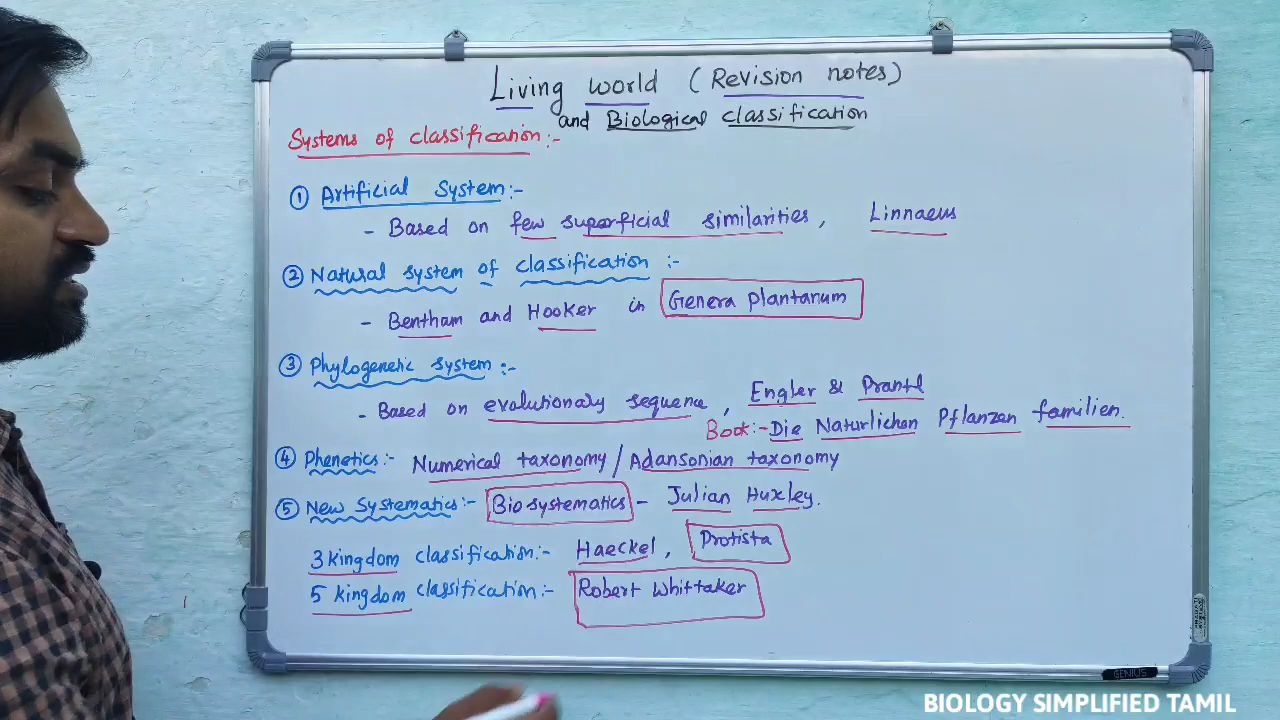 Living world (Revision notes)
and Biological classification
Systems of classification:-
① Artificial System:-
- Based on few superficial similarities, Linnaeus
② Natural system of classification :-
- Bentham and Hooker in Genera plantanum
③ Phylogenetic system :-
- Based on evolutionary sequence, Engler & Prantl
Book:- Die Naturlichen Pflanzen familien.
④ Phenetics:- Numerical taxonomy / Adansonian taxonomy
⑤ New Systematics:- Biosystematics - Julian Huxley.
3 kingdom classification:- Haeckel, Protista
5 kingdom classification:- Robert Whittaker
GENIUS
BIOLOGY SIMPLIFIED TAMIL